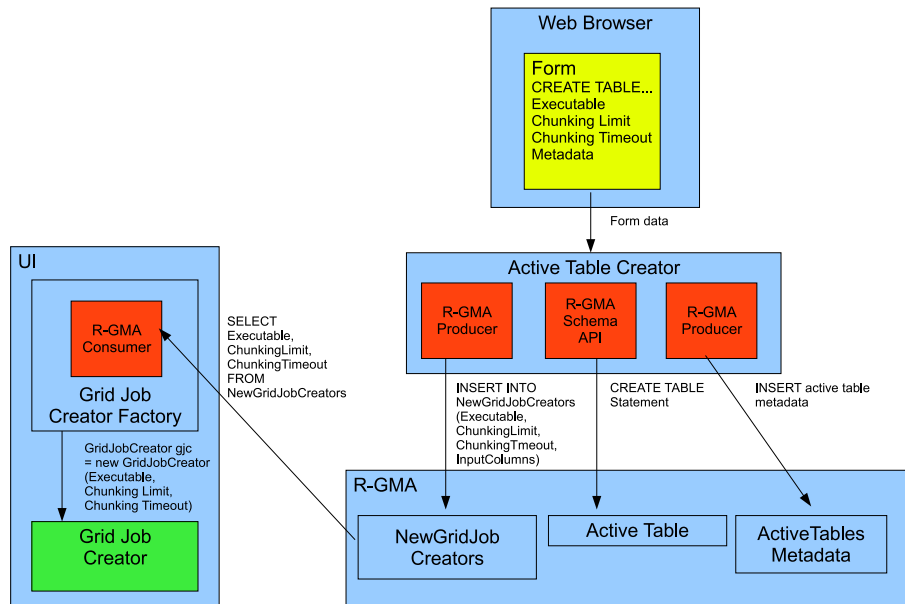 Web Browser
Form
CREATE TABLE...
Executable
Chunking Limit
Chunking Timeout
Metadata
Form data
Active Table Creator
R-GMA
Producer
R-GMA
Schema
API
R-GMA
Producer
UI
R-GMA
Consumer
Grid Job
Creator Factory
SELECT
Executable,
ChunkingLimit,
ChunkingTimeout
FROM
NewGridJobCreators
INSERT INTO
NewGridJobCreators
(Executable,
ChunkingLimit,
ChunkingTmeout,
InputColumns)
CREATE TABLE
Statement
INSERT active table
metadata
GridJobCreator gjc
= new GridJobCreator
(Executable,
Chunking Limit,
Chunking Timeout)
Grid Job
Creator
R-GMA
NewGridJob
Creators
Active Table
ActiveTables
Metadata